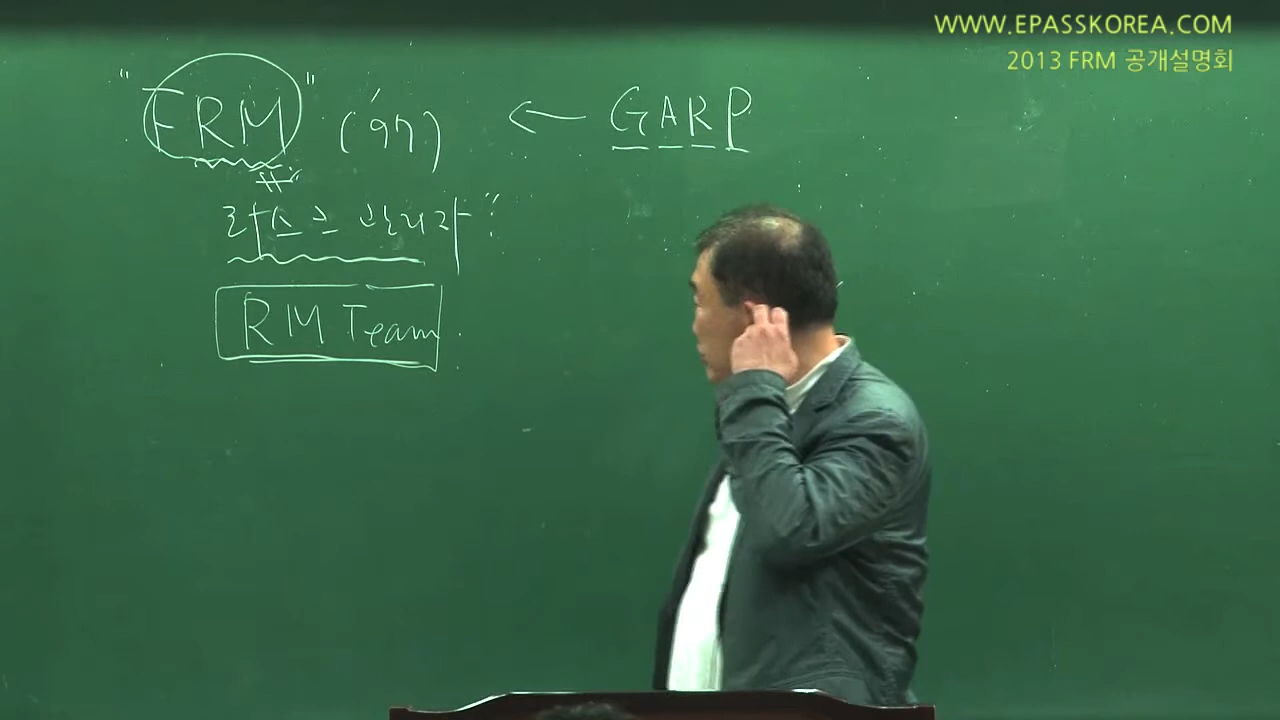 WWW.EPASSKOREA.COM
2013 FRM 공개설명회
"FRM" ('97) ← GARP
리스크 관리가"
RM Team.